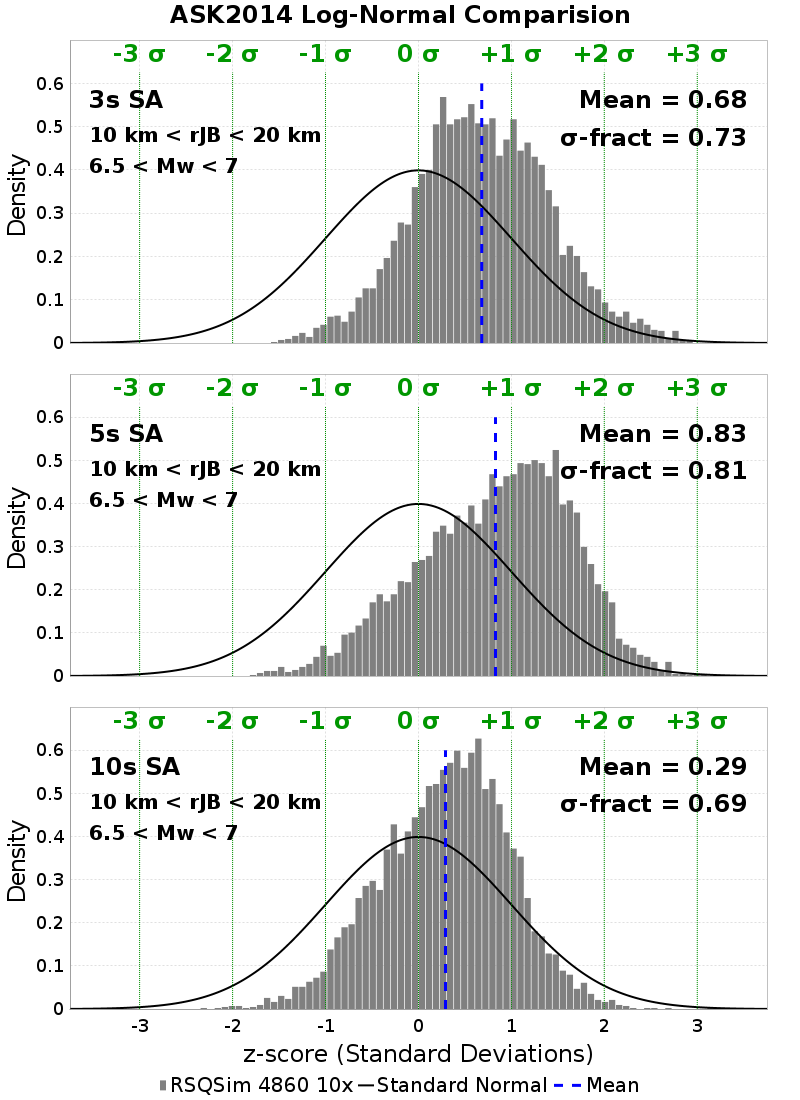 ASK2014 Log-Normal Comparision
-3 σ -2 σ -1 σ 0 σ +1 σ +2 σ +3 σ
0.6
3s SA Mean = 0.68
0.5
10 km < rJB < 20 km σ-fract = 0.73
0.4
6.5 < Mw < 7
Density
0.3
0.2
0.1
0
-3 σ -2 σ -1 σ 0 σ +1 σ +2 σ +3 σ
0.6
5s SA Mean = 0.83
0.5
10 km < rJB < 20 km σ-fract = 0.81
0.4
6.5 < Mw < 7
Density
0.3
0.2
0.1
0
-3 σ -2 σ -1 σ 0 σ +1 σ +2 σ +3 σ
0.6
10s SA Mean = 0.29
0.5
10 km < rJB < 20 km σ-fract = 0.69
0.4
6.5 < Mw < 7
Density
0.3
0.2
0.1
0
-3 -2 -1 0 1 2 3
z-score (Standard Deviations)
RSQSim 4860 10x Standard Normal Mean